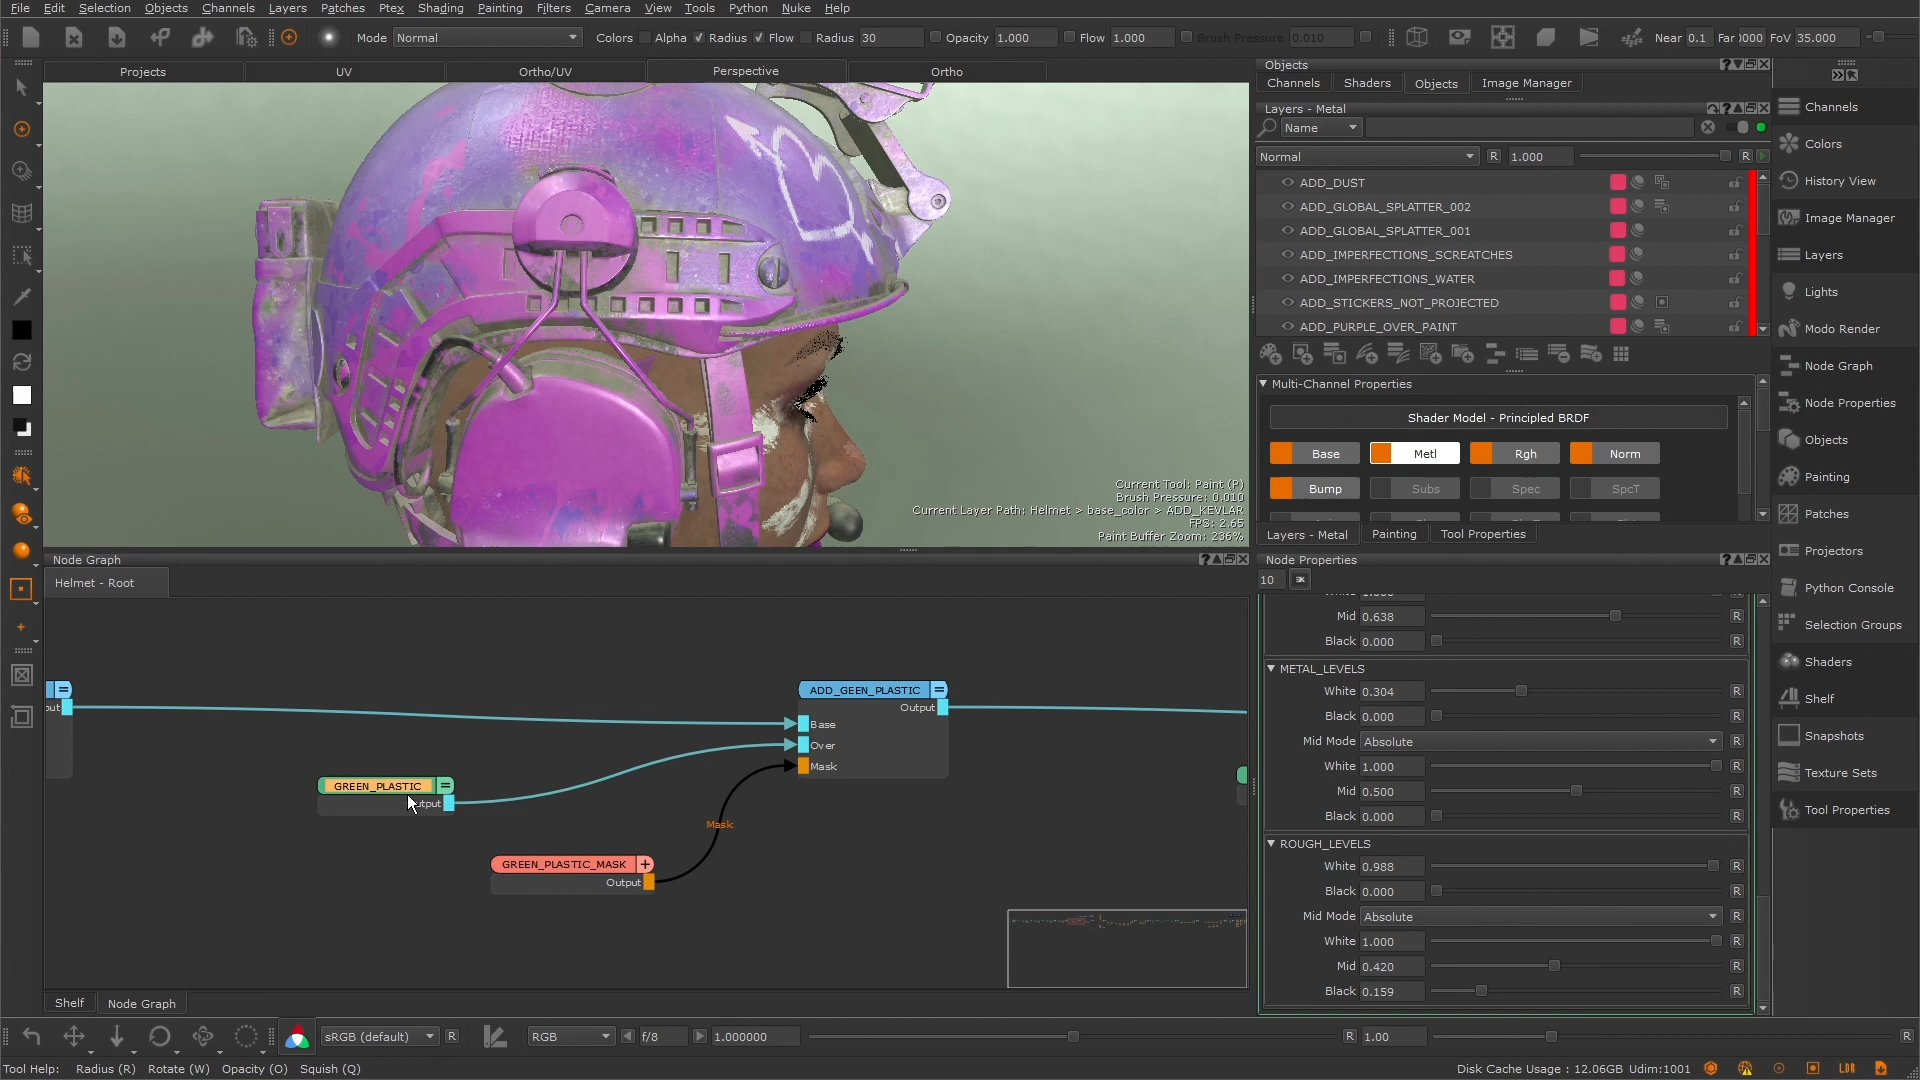 File Edit Selection Objects Channels Layers Patches Ptex Shading Painting Filters Camera View Tools Python Nuke Help
Mode Normal Colors Alpha Radius Flow Radius 30 Opacity 1.000 Flow 1.000 Brush Pressure 0.010 Near 0.1 Far 0000 FoV 35.000
Projects UV Ortho/UV Perspective Ortho
Current Tool: Paint (P)
Brush Pressure: 0.010
Current Layer Path: Helmet > base_color > ADD_KEVLAR
FPS: 2.65
Paint Buffer Zoom: 236%
Objects
Channels Shaders Objects Image Manager
Layers - Metal
Name
Normal R 1.000 R
ADD_DUST
ADD_GLOBAL_SPLATTER_002
ADD_GLOBAL_SPLATTER_001
ADD_IMPERFECTIONS_SCREATCHES
ADD_IMPERFECTIONS_WATER
ADD_STICKERS_NOT_PROJECTED
ADD_PURPLE_OVER_PAINT
Multi-Channel Properties
Shader Model - Principled BRDF
Base Metl Rgh Norm
Bump Subs Spec SpcT
Layers - Metal Painting Tool Properties
Node Properties
10
Mid 0.638 R
Black 0.000 R
METAL_LEVELS
White 0.304 R
Black 0.000 R
Mid Mode Absolute R
White 1.000 R
Mid 0.500 R
Black 0.000 R
ROUGH_LEVELS
White 0.988 R
Black 0.000 R
Mid Mode Absolute R
White 1.000 R
Mid 0.420 R
Black 0.159 R
Channels
Colors
History View
Image Manager
Layers
Lights
Modo Render
Node Graph
Node Properties
Objects
Painting
Patches
Projectors
Python Console
Selection Groups
Shaders
Shelf
Snapshots
Texture Sets
Tool Properties
Node Graph
Helmet - Root
ADD_GEEN_PLASTIC
Output
Base
Over
Mask
GREEN_PLASTIC
utput
Mask
GREEN_PLASTIC_MASK
Output
Shelf Node Graph
sRGB (default) R RGB f/8 1.000000 R 1.00 R
Tool Help: Radius (R) Rotate (W) Opacity (O) Squish (Q)
Disk Cache Usage : 12.06GB Udim:1001